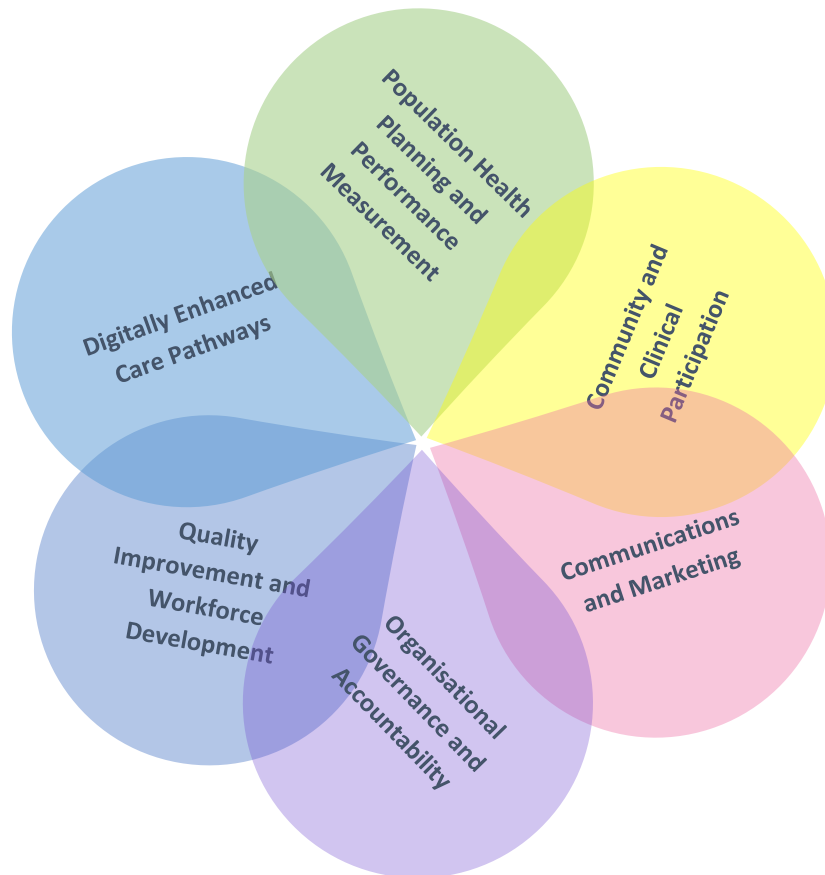 Population Health
Planning and
Performance
Measurement
Community and
Clinical
Participation
Communications
and Marketing
Organisational
Governance and
Accountability
Quality
Improvement and
Workforce
Development
Digitally Enhanced
Care Pathways